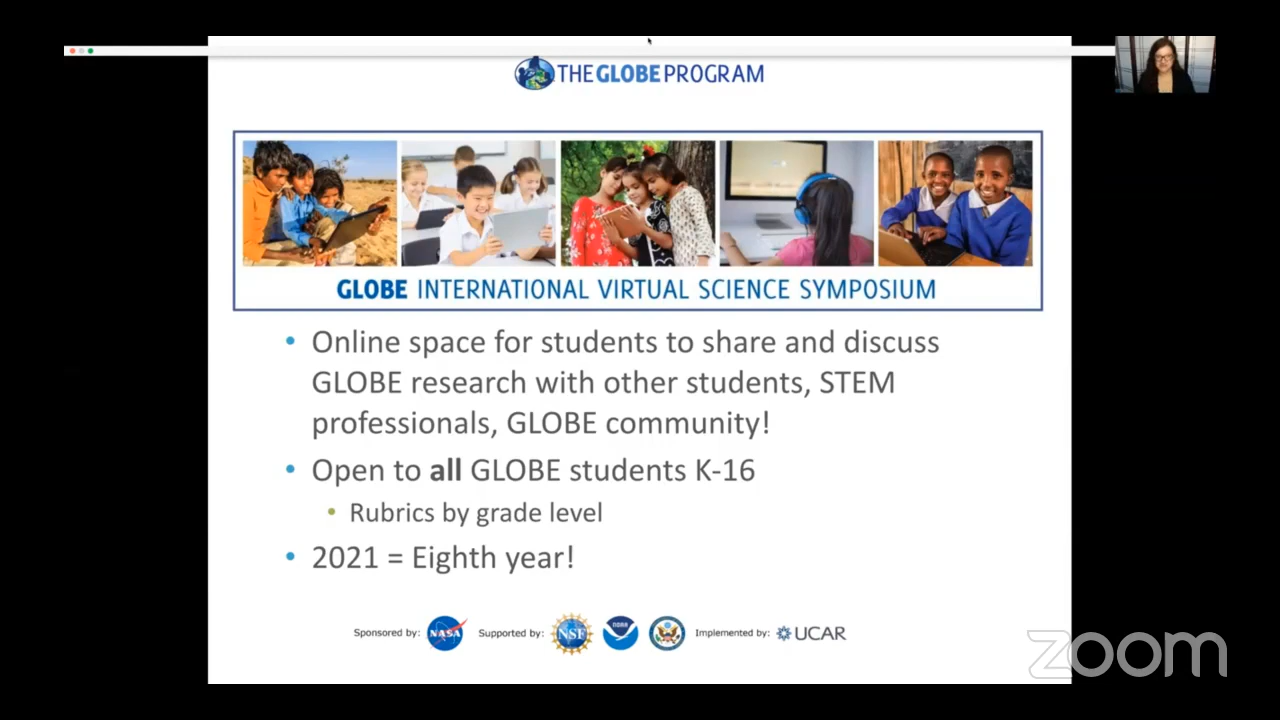 THE GLOBE PROGRAM
GLOBE INTERNATIONAL VIRTUAL SCIENCE SYMPOSIUM
• Online space for students to share and discuss
GLOBE research with other students, STEM
professionals, GLOBE community!
• Open to all GLOBE students K-16
• Rubrics by grade level
• 2021 = Eighth year!
Sponsored by: NASA Supported by: NSF NOAA Implemented by: UCAR
zoom